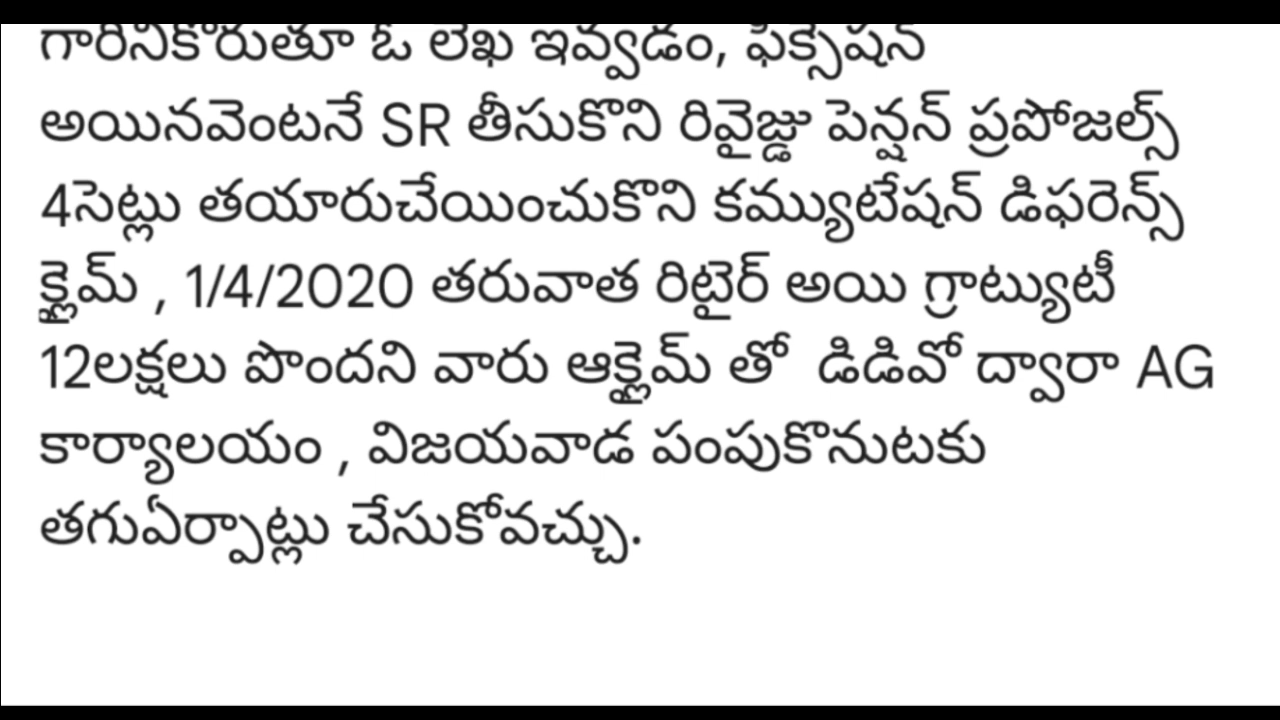 గారినికోరుతూ ఓ లేఖ ఇవ్వడం, ఫిక్సేషన్
అయినవెంటనే SR తీసుకొని రివైజ్డు పెన్షన్ ప్రపోజల్స్
4సెట్లు తయారుచేయించుకొని కమ్యుటేషన్ డిఫరెన్స్
క్లైమ్ , 1/4/2020 తరువాత రిటైర్ అయి గ్రాట్యుటీ
12లక్షలు పొందని వారు ఆక్లైమ్ తో డిడివో ద్వారా AG
కార్యాలయం , విజయవాడ పంపుకొనుటకు
తగుఏర్పాట్లు చేసుకోవచ్చు.